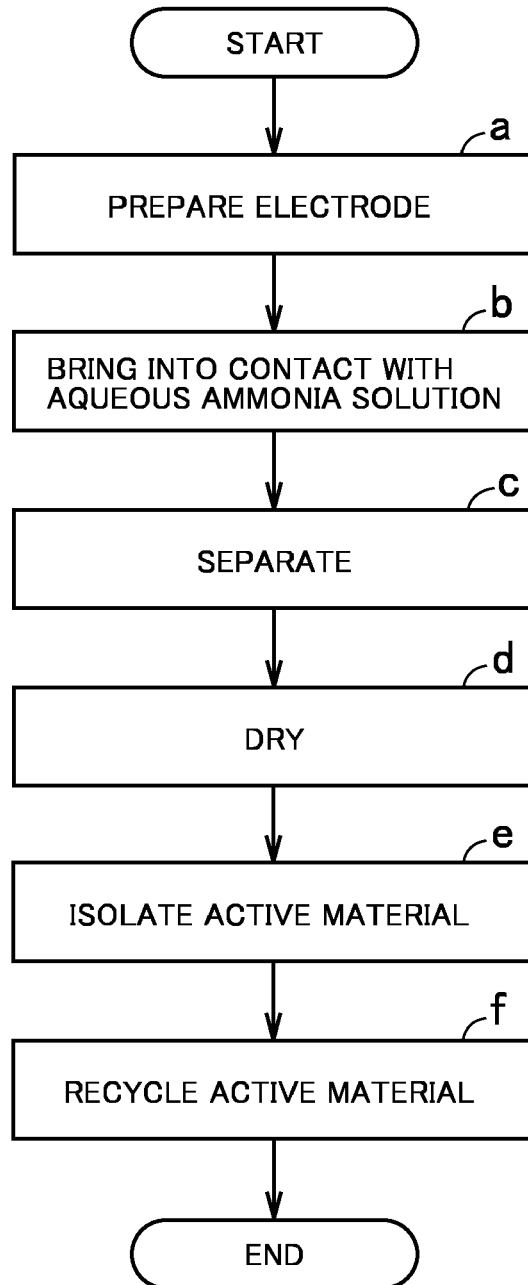 START
a
PREPARE ELECTRODE
b
BRING INTO CONTACT WITH
AQUEOUS AMMONIA SOLUTION
c
SEPARATE
d
DRY
e
ISOLATE ACTIVE MATERIAL
f
RECYCLE ACTIVE MATERIAL
END